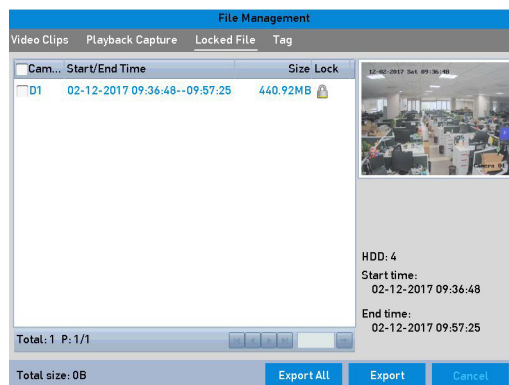 File Management
Video Clips Playback Capture Locked File Tag
Cam... Start/End Time Size Lock
D1 02-12-2017 09:36:48--09:57:25 440.92MB
12-02-2017 Sat 09:36:48
Camera 01
HDD: 4
Start time:
02-12-2017 09:36:48
End time:
02-12-2017 09:57:25
Total: 1 P: 1/1
Total size: 0B
Export All
Export
Cancel